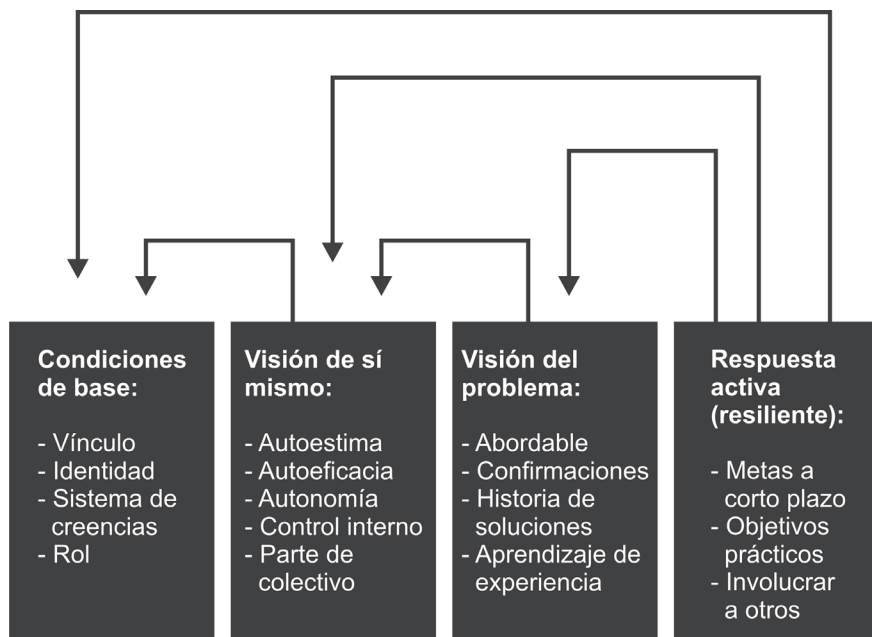 Condiciones
de base:
- Vínculo
- Identidad
- Sistema de
creencias
- Rol
Visión de sí
mismo:
- Autoestima
- Autoeficacia
- Autonomía
- Control interno
- Parte de
colectivo
Visión del
problema:
- Abordable
- Confirmaciones
- Historia de
soluciones
- Aprendizaje de
experiencia
Respuesta
activa
(resiliente):
- Metas a
corto plazo
- Objetivos
prácticos
- Involucrar
a otros